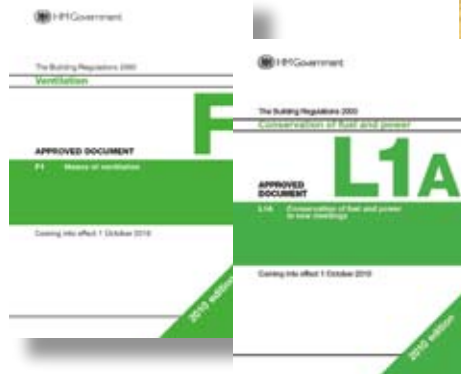 HM Government
The Building Regulations 2000
Ventilation
F
APPROVED DOCUMENT
F1 Means of ventilation
Coming into effect 1 October 2010
2010 edition
HM Government
The Building Regulations 2000
Conservation of fuel and power
L1A
APPROVED
DOCUMENT
L1A Conservation of fuel and power
in new dwellings
Coming into effect 1 October 2010
2010 edition